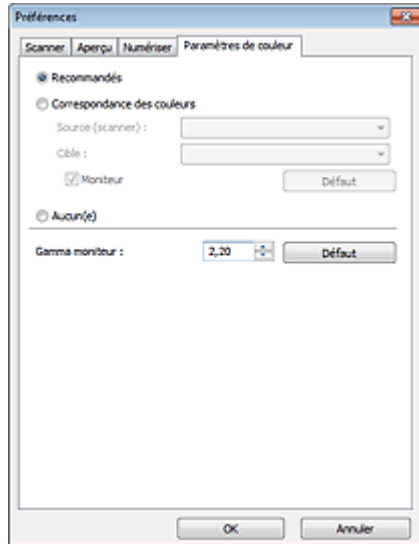 Préférences
Scanner Aperçu Numériser Paramètres de couleur
Recommandés
Correspondance des couleurs
Source (scanner) :
Cible :
Moniteur Défaut
Aucun(e)
Gamma moniteur : 2,20 Défaut
OK Annuler